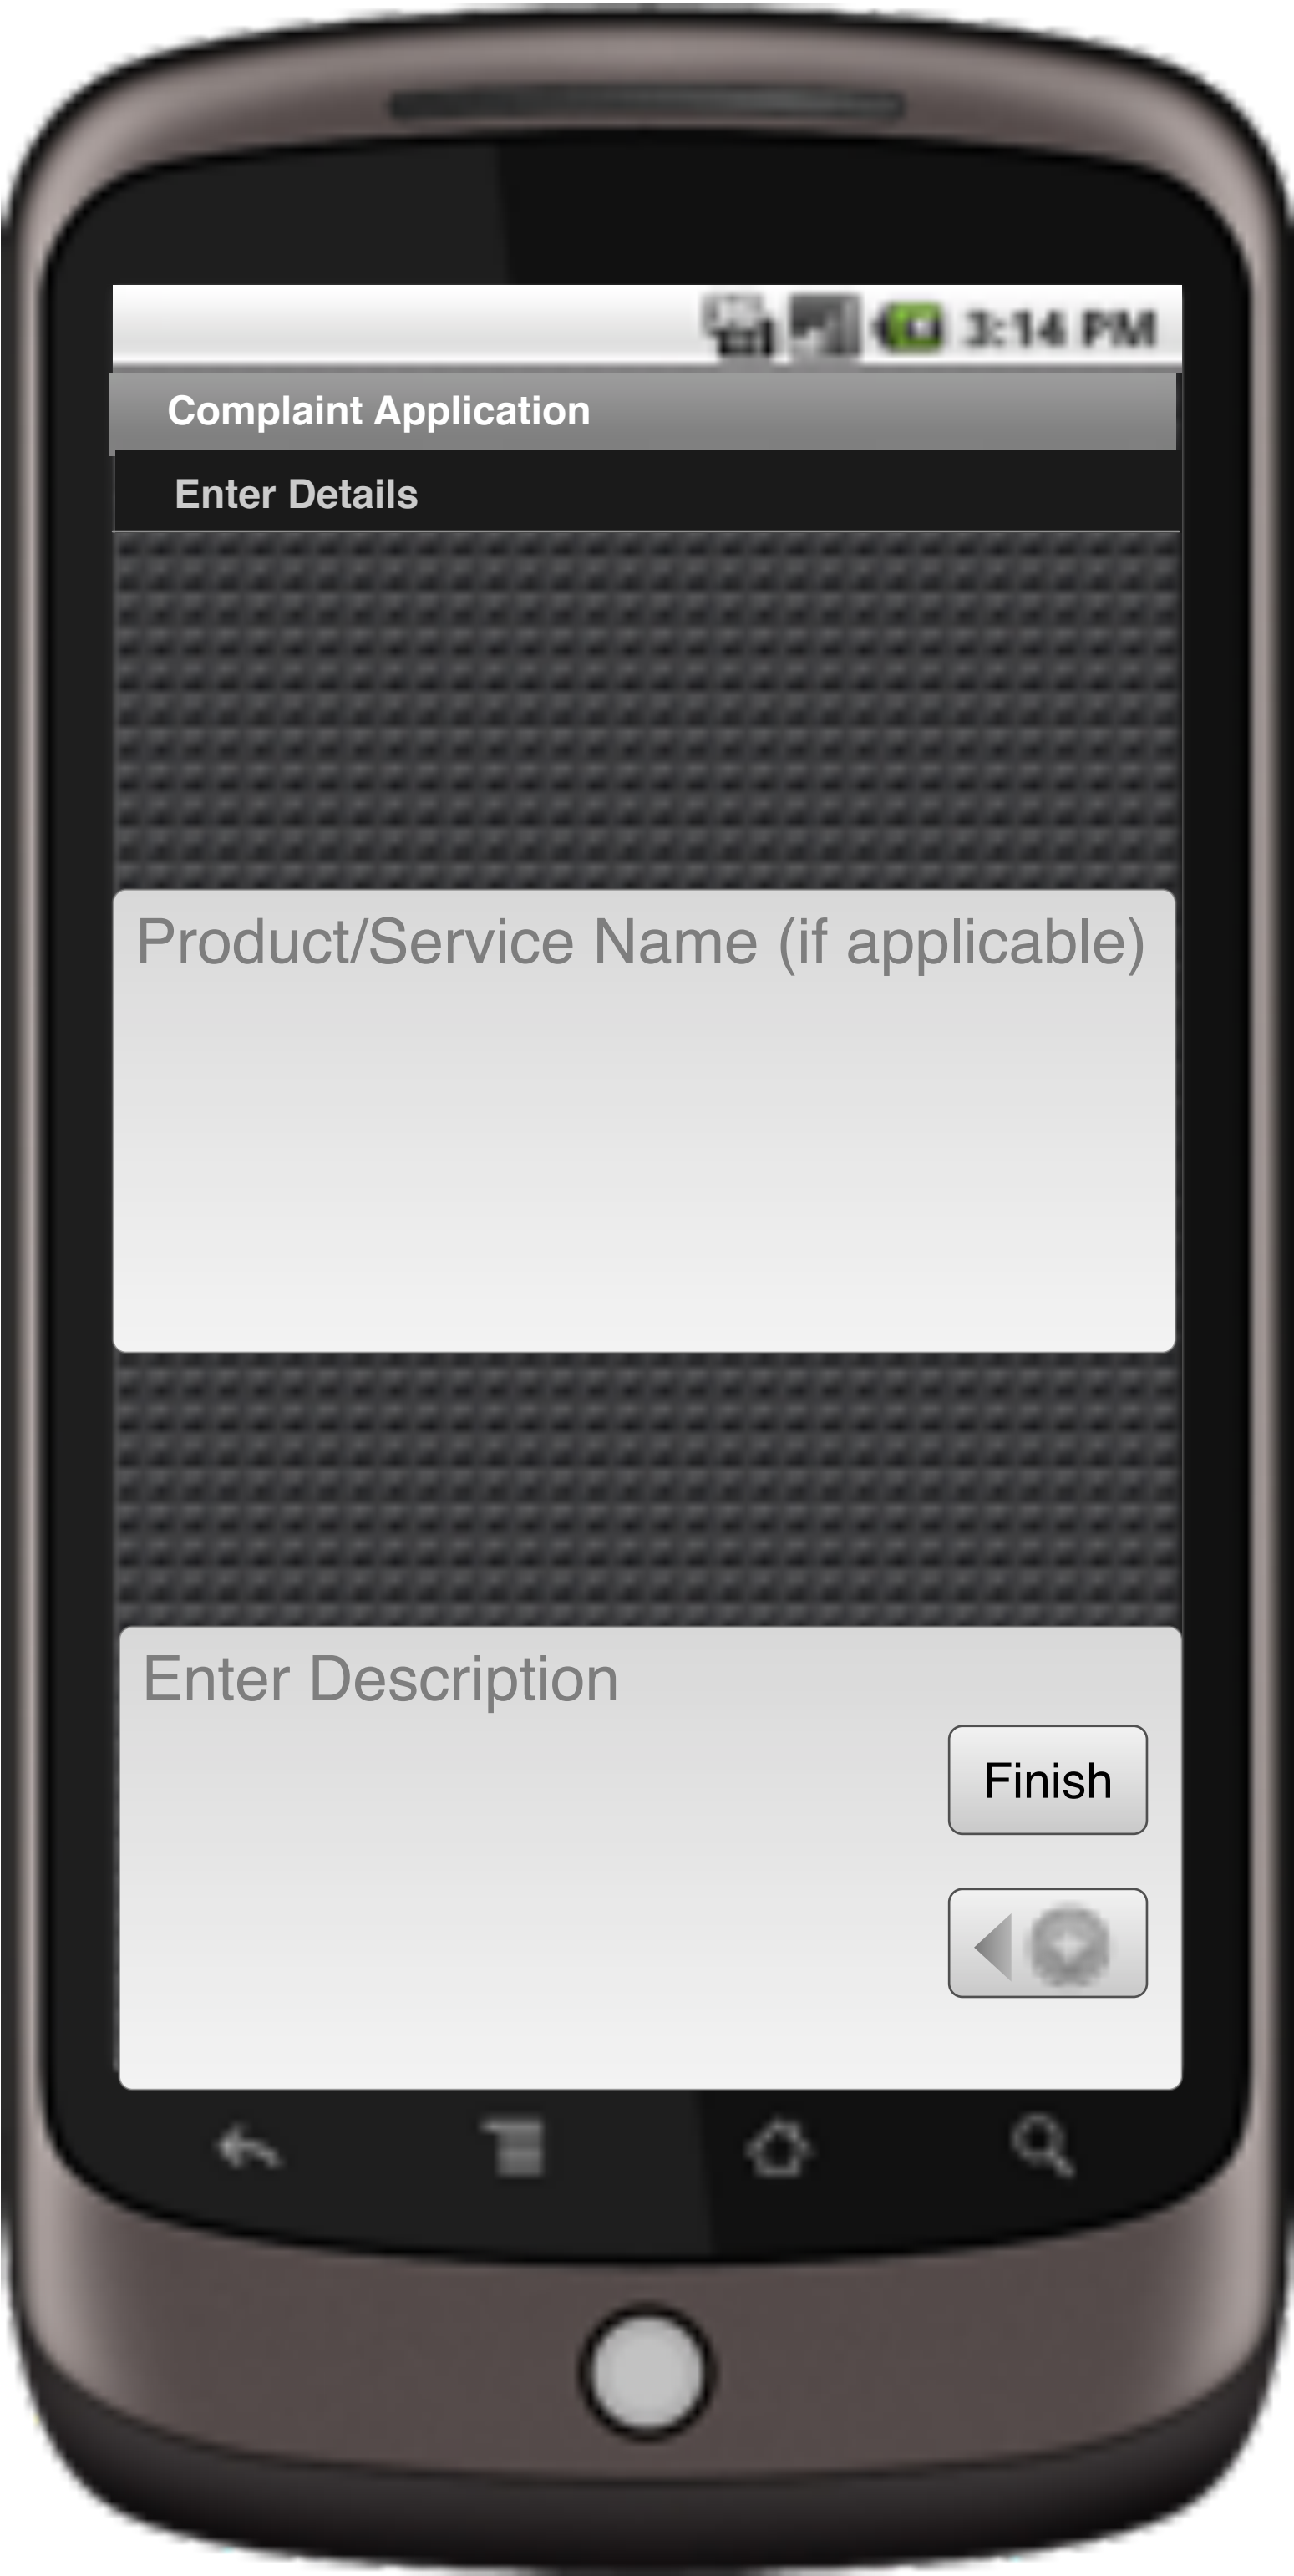 3:14 PM
Complaint Application
Enter Details
Product/Service Name (if applicable)
Enter Description
Finish